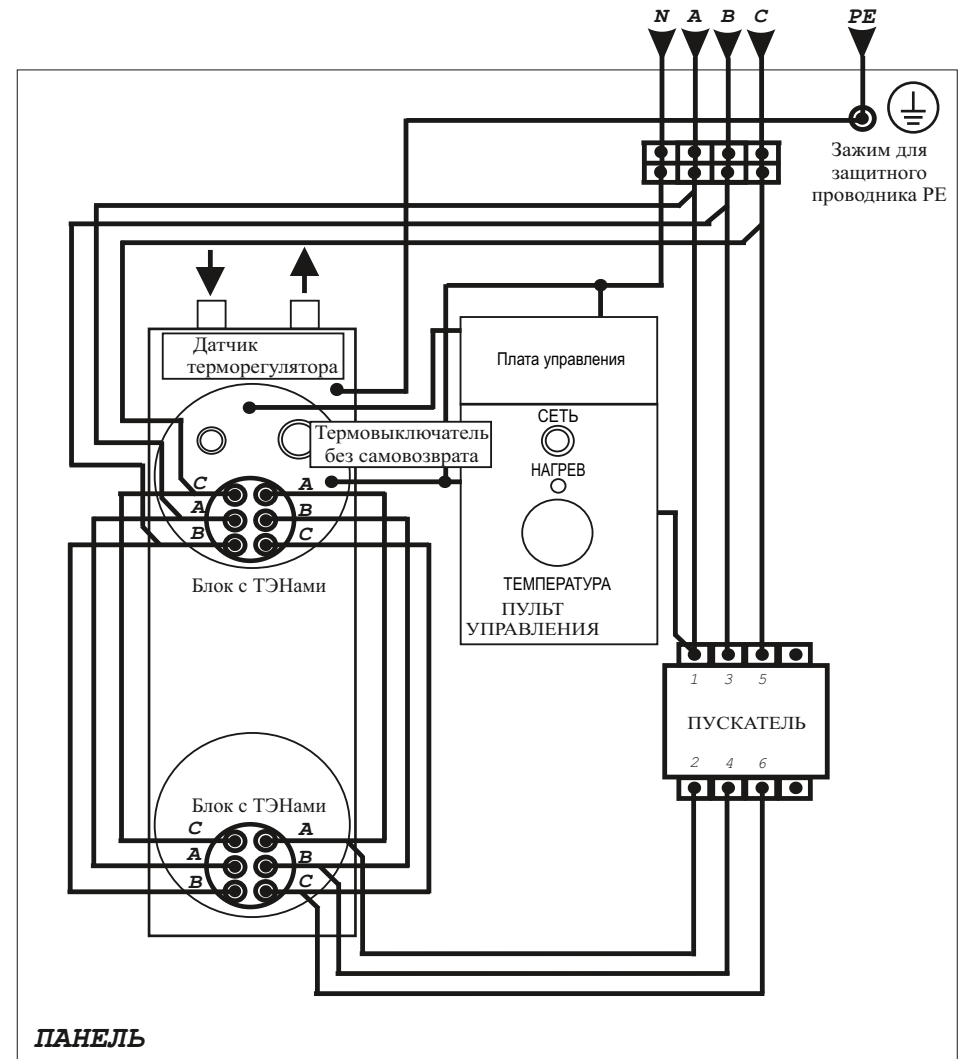 N A B C PE
Зажим для
защитного
проводника РЕ
Датчик
терморегулятора
Плата управления
СЕТЬ
Термовыключатель
без самовозврата
НАГРЕВ
C A
A B
B C
Блок с ТЭНами
ТЕМПЕРАТУРА
ПУЛЬТ
УПРАВЛЕНИЯ
1 3 5
ПУСКАТЕЛЬ
2 4 6
Блок с ТЭНами
C A
A B
B C
ПАНЕЛЬ